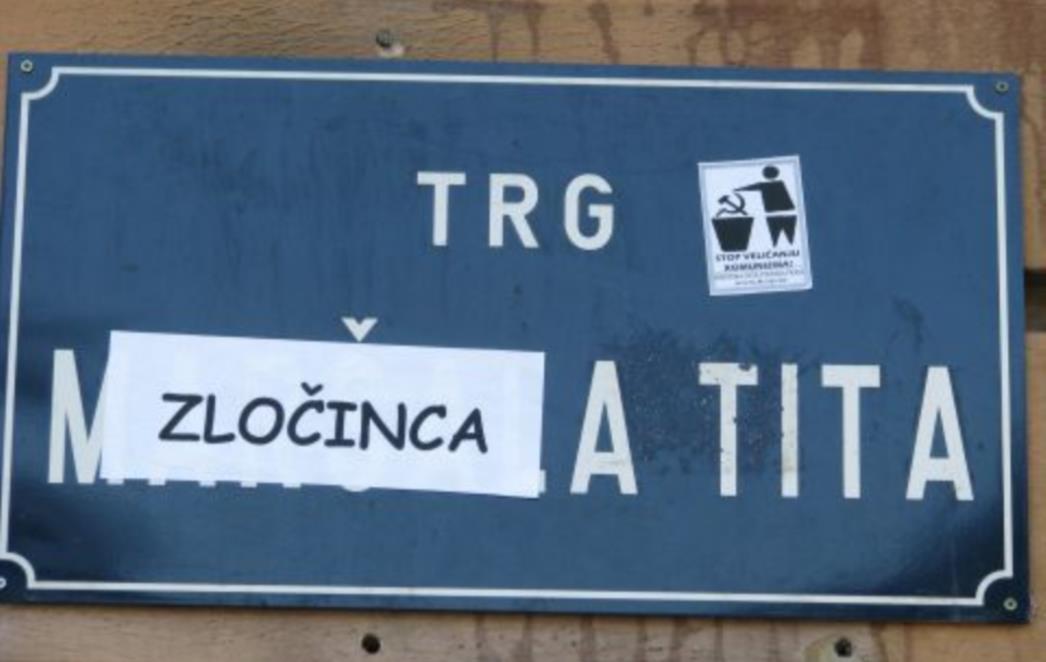 TRG
STOP VELIČANJU
KOMUNIZMA!
ZLOČINCA
A TITA